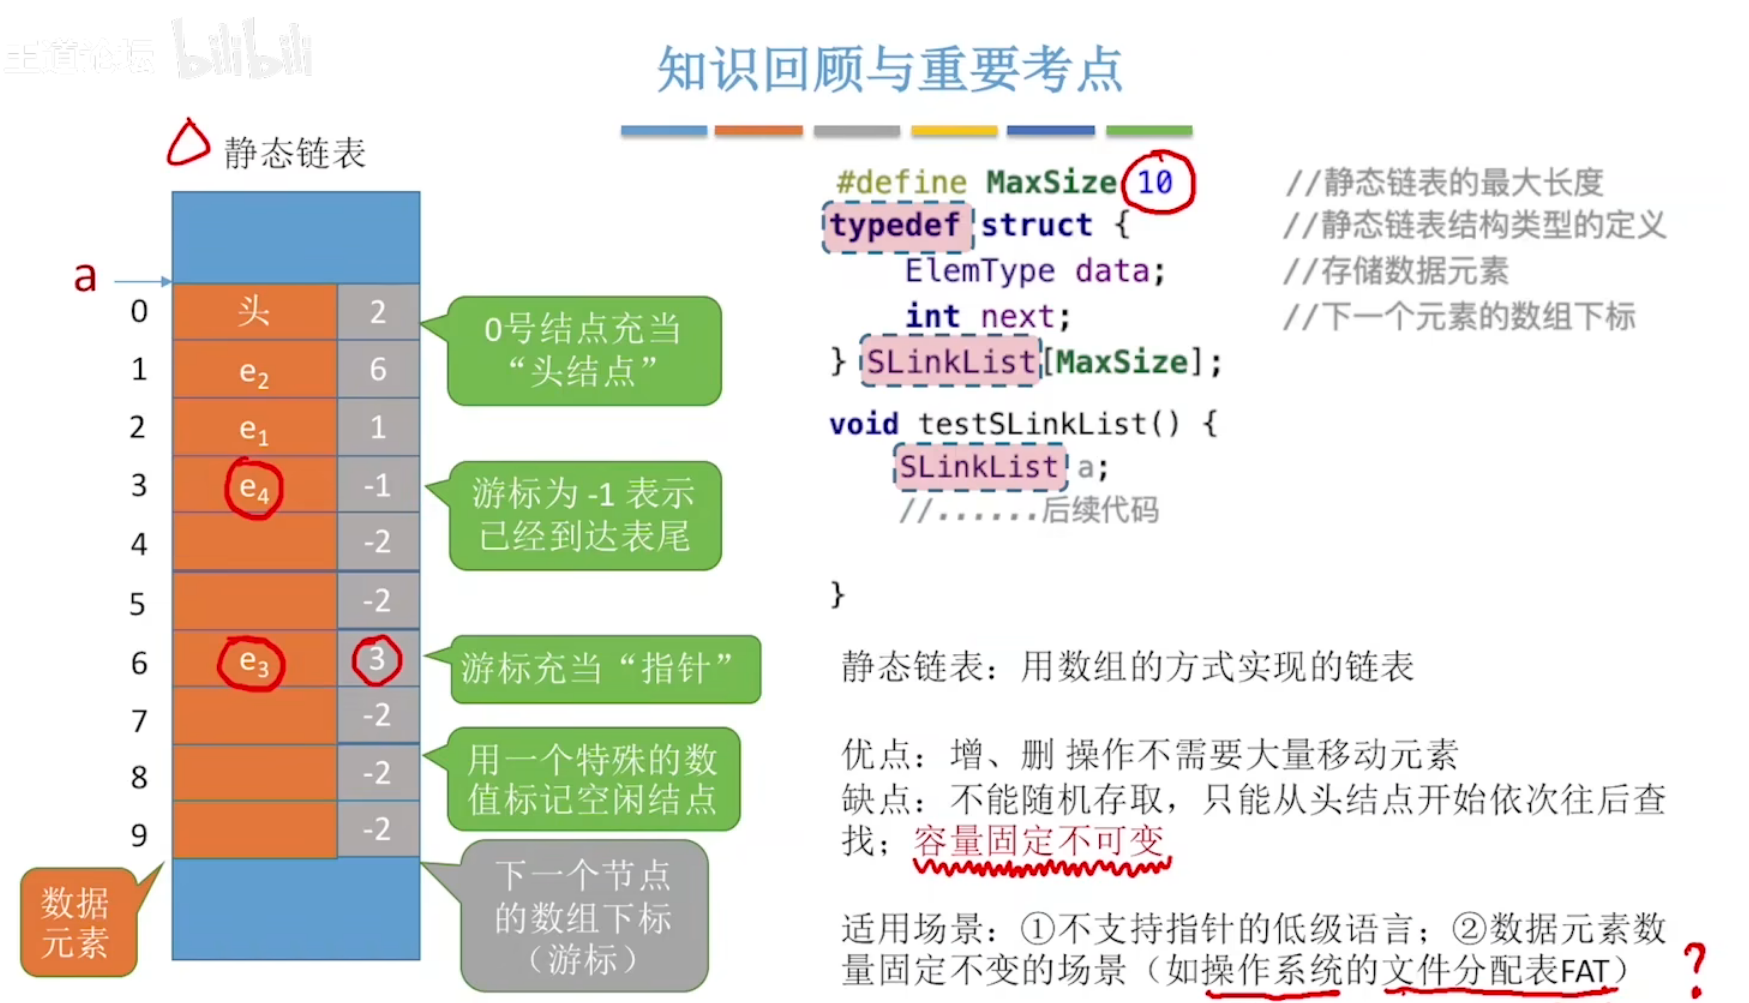 王道论坛 bilibili
知识回顾与重要考点
静态链表
a
0 头 2
1 e₂ 6
2 e₁ 1
3 e₄ -1
4 -2
5 -2
6 e₃ 3
7 -2
8 -2
9 -2
0号结点充当
“头结点”
游标为 -1 表示
已经到达表尾
游标充当“指针”
用一个特殊的数
值标记空闲结点
下一个节点
的数组下标
（游标）
数据
元素
#define MaxSize 10 //静态链表的最大长度
typedef struct { //静态链表结构类型的定义
ElemType data; //存储数据元素
int next; //下一个元素的数组下标
} SLinkList[MaxSize];
void testSLinkList() {
SLinkList a;
//......后续代码
}
静态链表：用数组的方式实现的链表
优点：增、删 操作不需要大量移动元素
缺点：不能随机存取，只能从头结点开始依次往后查
找；容量固定不可变
适用场景：①不支持指针的低级语言；②数据元素数
量固定不变的场景（如操作系统的文件分配表FAT）
?